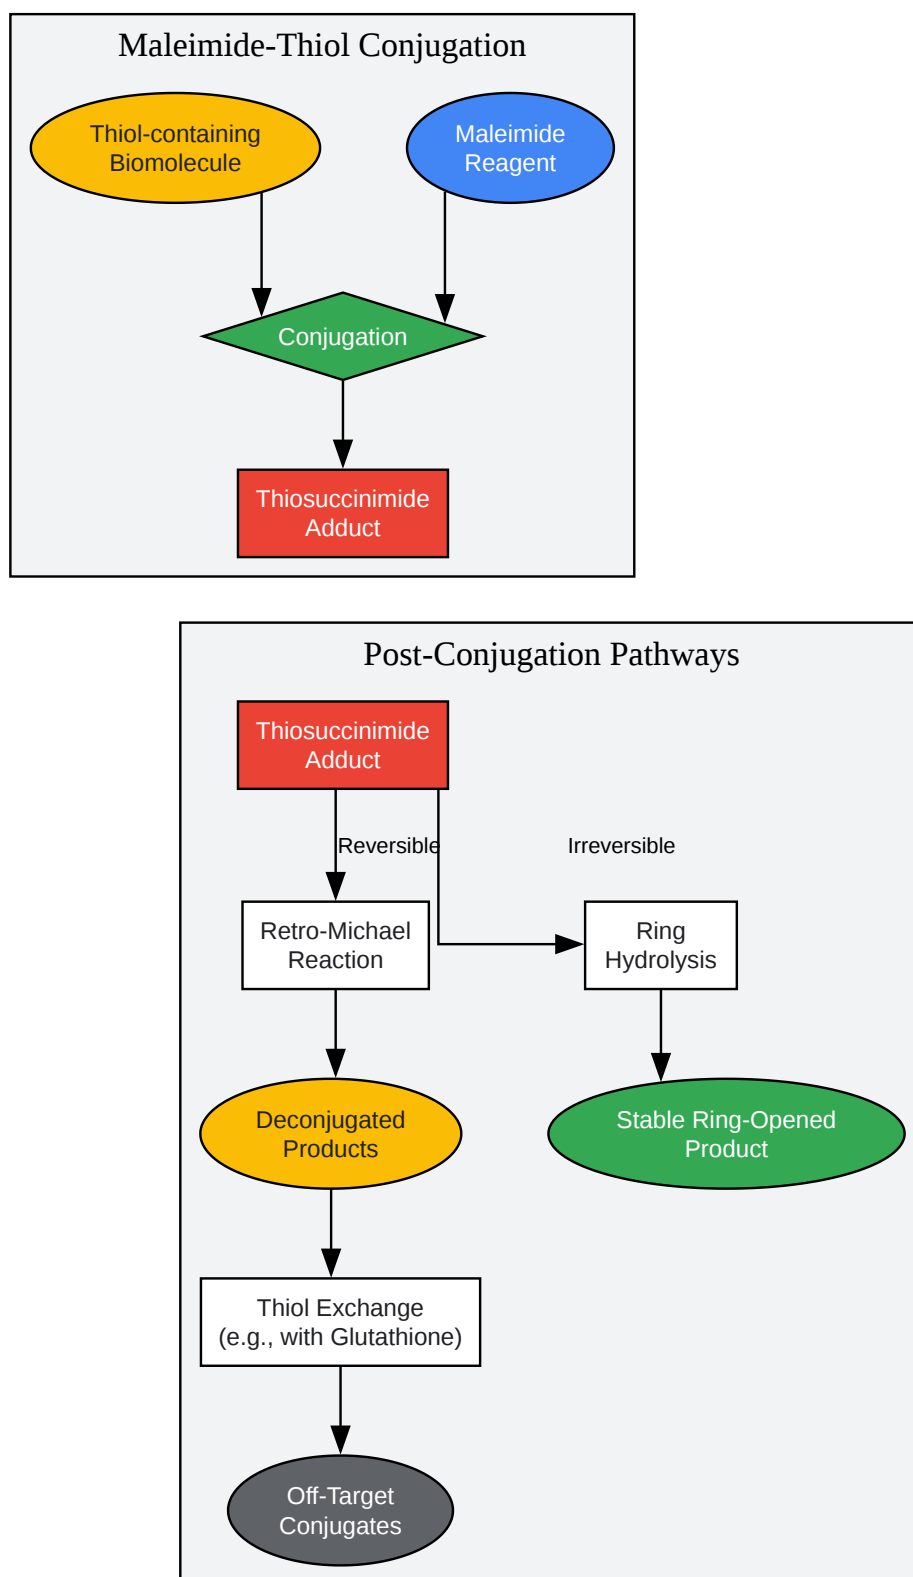 Maleimide-Thiol Conjugation
Thiol-containing
Biomolecule
Maleimide
Reagent
Conjugation
Thiosuccinimide
Adduct
Post-Conjugation Pathways
Thiosuccinimide
Adduct
Reversible
Irreversible
Retro-Michael
Reaction
Ring
Hydrolysis
Deconjugated
Products
Stable Ring-Opened
Product
Thiol Exchange
(e.g., with Glutathione)
Off-Target
Conjugates